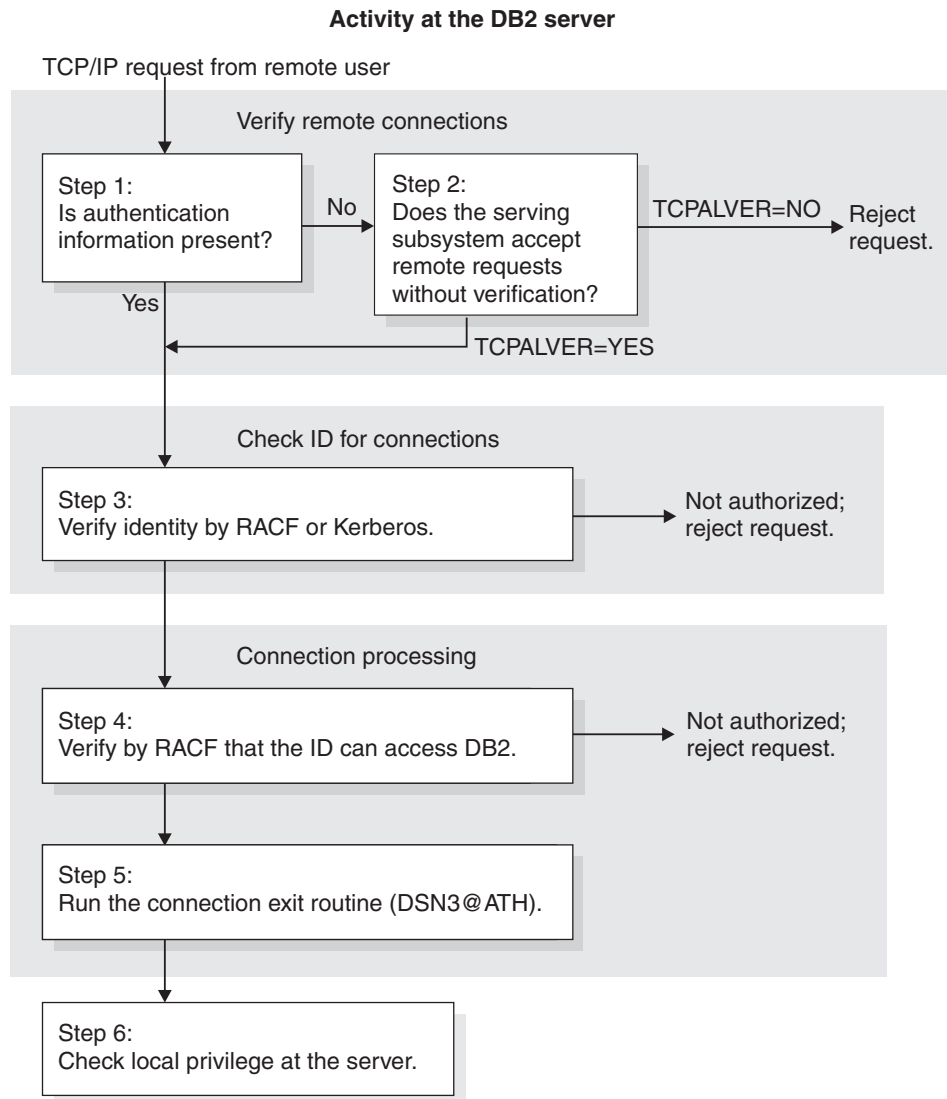 Activity at the DB2 server
TCP/IP request from remote user
Verify remote connections
Step 1:
Is authentication
information present?
No
Step 2:
Does the serving
subsystem accept
remote requests
without verification?
TCPALVER=NO
Reject
request.
Yes
TCPALVER=YES
Check ID for connections
Step 3:
Verify identity by RACF or Kerberos.
Not authorized;
reject request.
Connection processing
Step 4:
Verify by RACF that the ID can access DB2.
Not authorized;
reject request.
Step 5:
Run the connection exit routine (DSN3@ATH).
Step 6:
Check local privilege at the server.